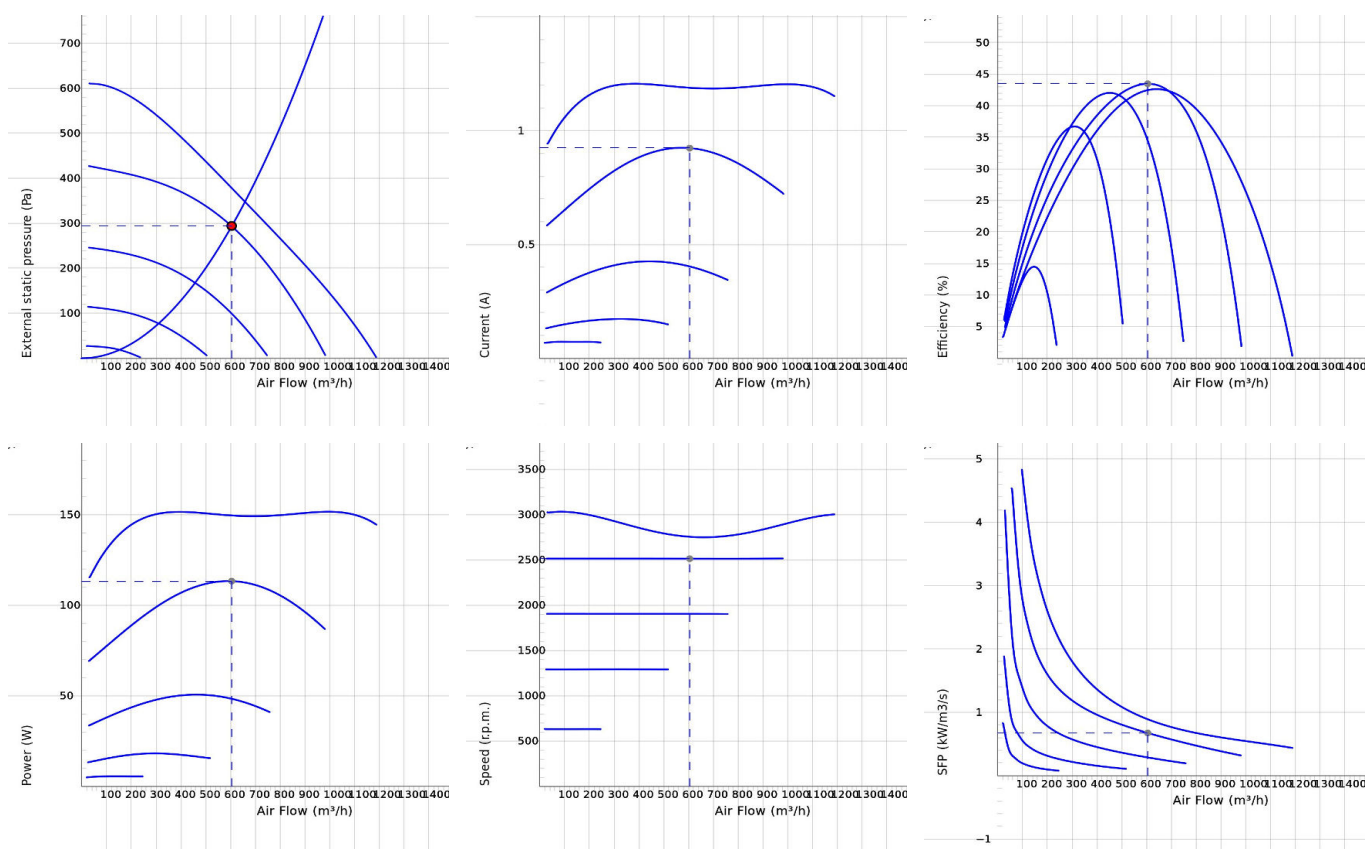 700
600
500
400
300
200
100
External static pressure (Pa)
100 200 300 400 500 600 700 800 900 1000 1100 1200 1300 1400
Air Flow (m³/h)
1
0.5
Current (A)
100 200 300 400 500 600 700 800 900 1000 1100 1200 1300 1400
Air Flow (m³/h)
50
45
40
35
30
25
20
15
10
5
Efficiency (%)
100 200 300 400 500 600 700 800 900 1000 1100 1200 1300 1400
Air Flow (m³/h)
150
100
50
Power (W)
100 200 300 400 500 600 700 800 900 1000 1100 1200 1300 1400
Air Flow (m³/h)
3500
3000
2500
2000
1500
1000
500
Speed (r.p.m.)
100 200 300 400 500 600 700 800 900 1000 1100 1200 1300 1400
Air Flow (m³/h)
5
4
3
2
1
−1
SFP (kW/m3/s)
100 200 300 400 500 600 700 800 900 1000 1100 1200 1300 1400
Air Flow (m³/h)